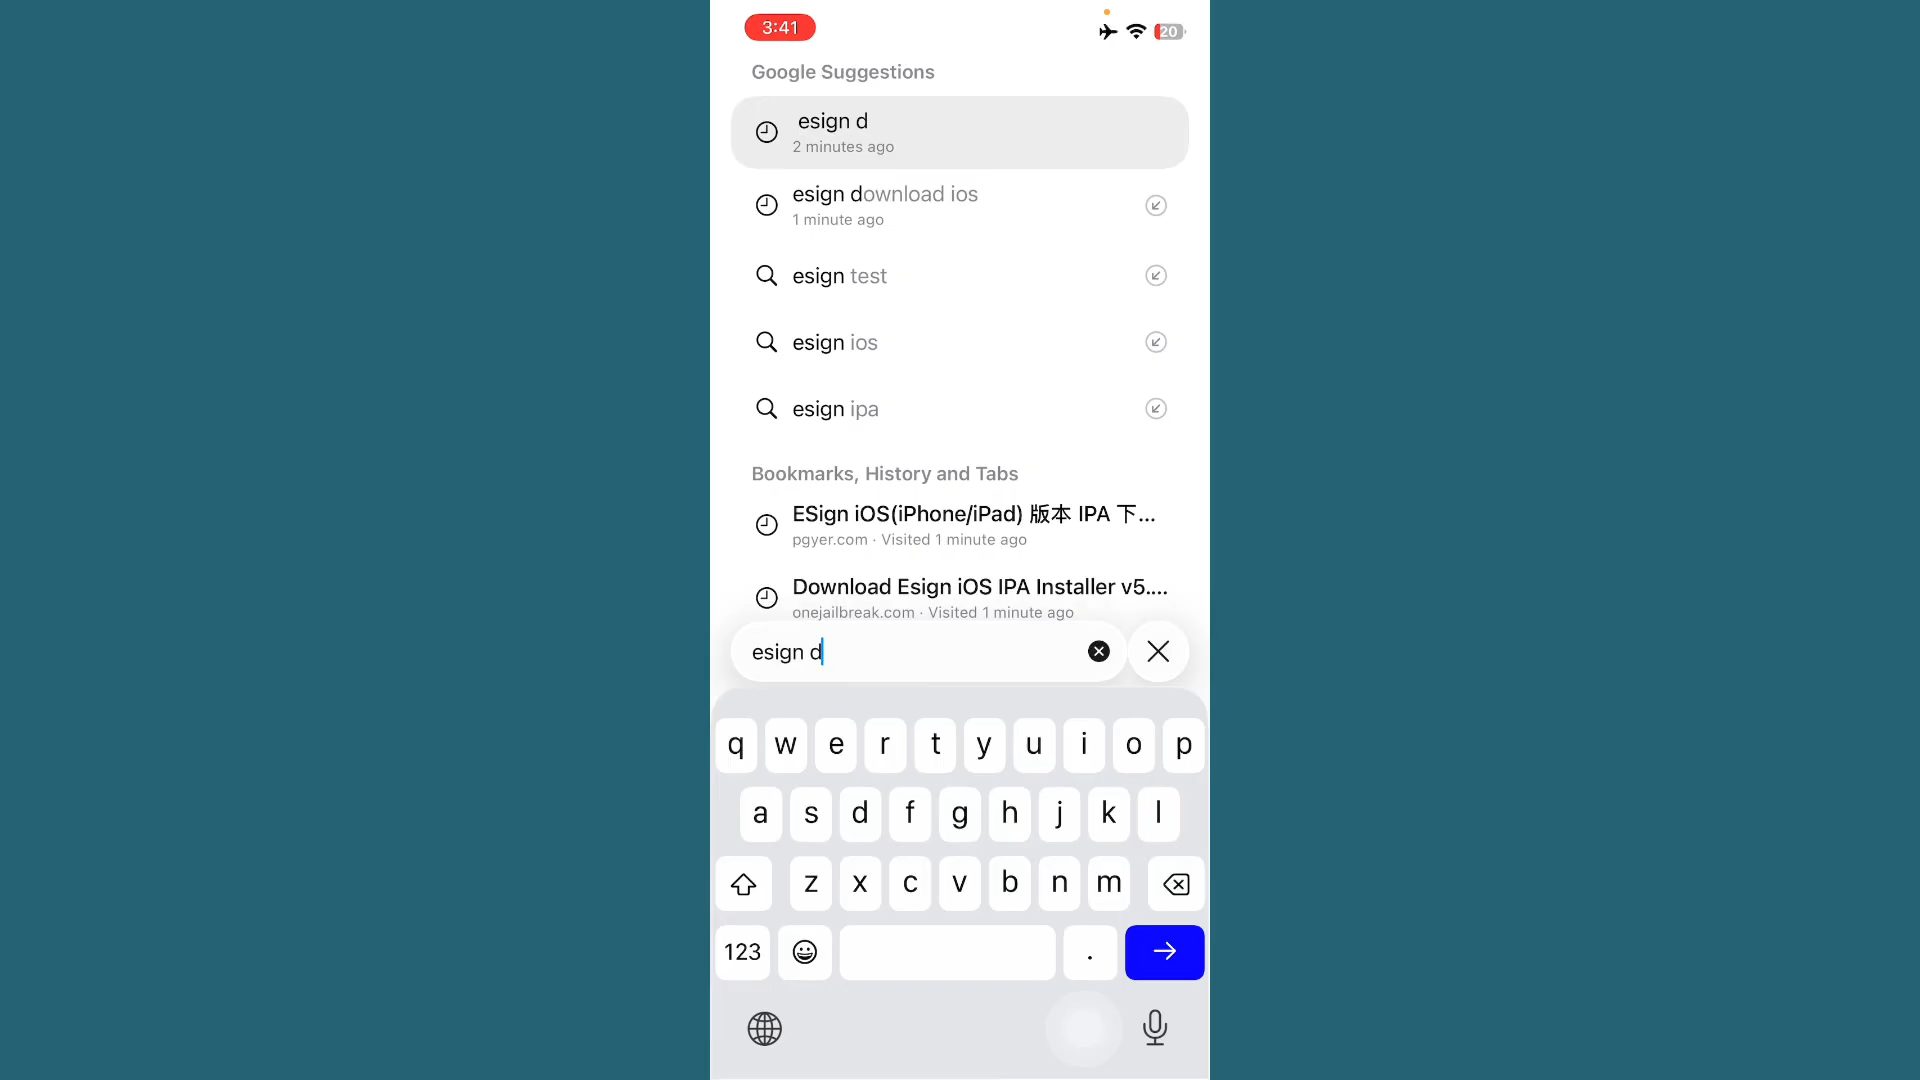 3:41
20
Google Suggestions
esign d
2 minutes ago
esign download ios
1 minute ago
esign test
esign ios
esign ipa
Bookmarks, History and Tabs
ESign iOS(iPhone/iPad) 版本 IPA 下...
pgyer.com · Visited 1 minute ago
Download Esign iOS IPA Installer v5....
onejailbreak.com · Visited 1 minute ago
esign d
q w e r t y u i o p
a s d f g h j k l
z x c v b n m
123 .